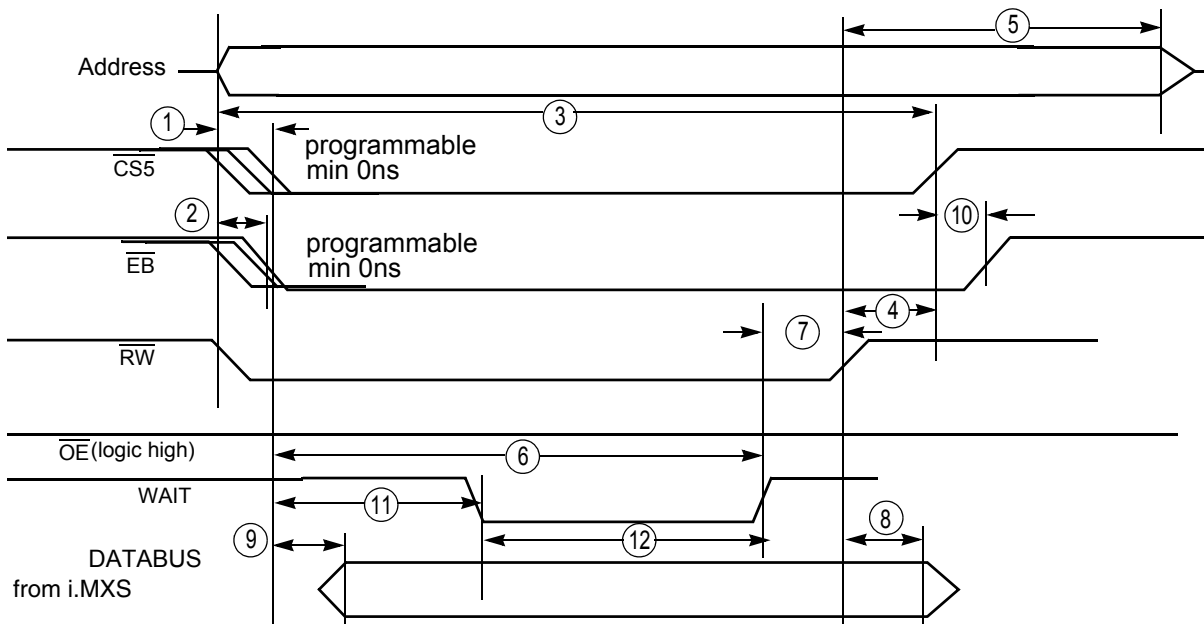 5
Address
1
3
programmable
min 0ns
CS5
2
10
programmable
min 0ns
EB
4
7
RW
OE(logic high)
6
WAIT
11
8
9
12
DATABUS
from i.MXS